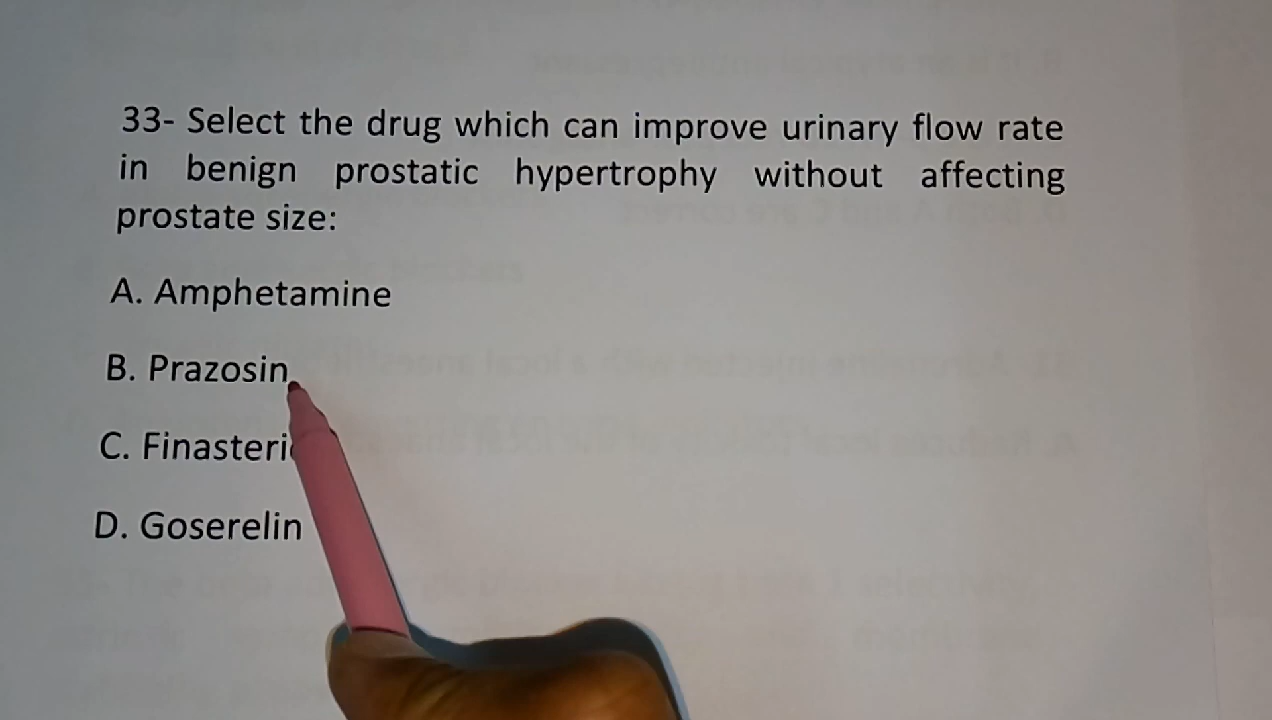 33- Select the drug which can improve urinary flow rate
in benign prostatic hypertrophy without affecting
prostate size:
A. Amphetamine
B. Prazosin
C.
D. Goserelin